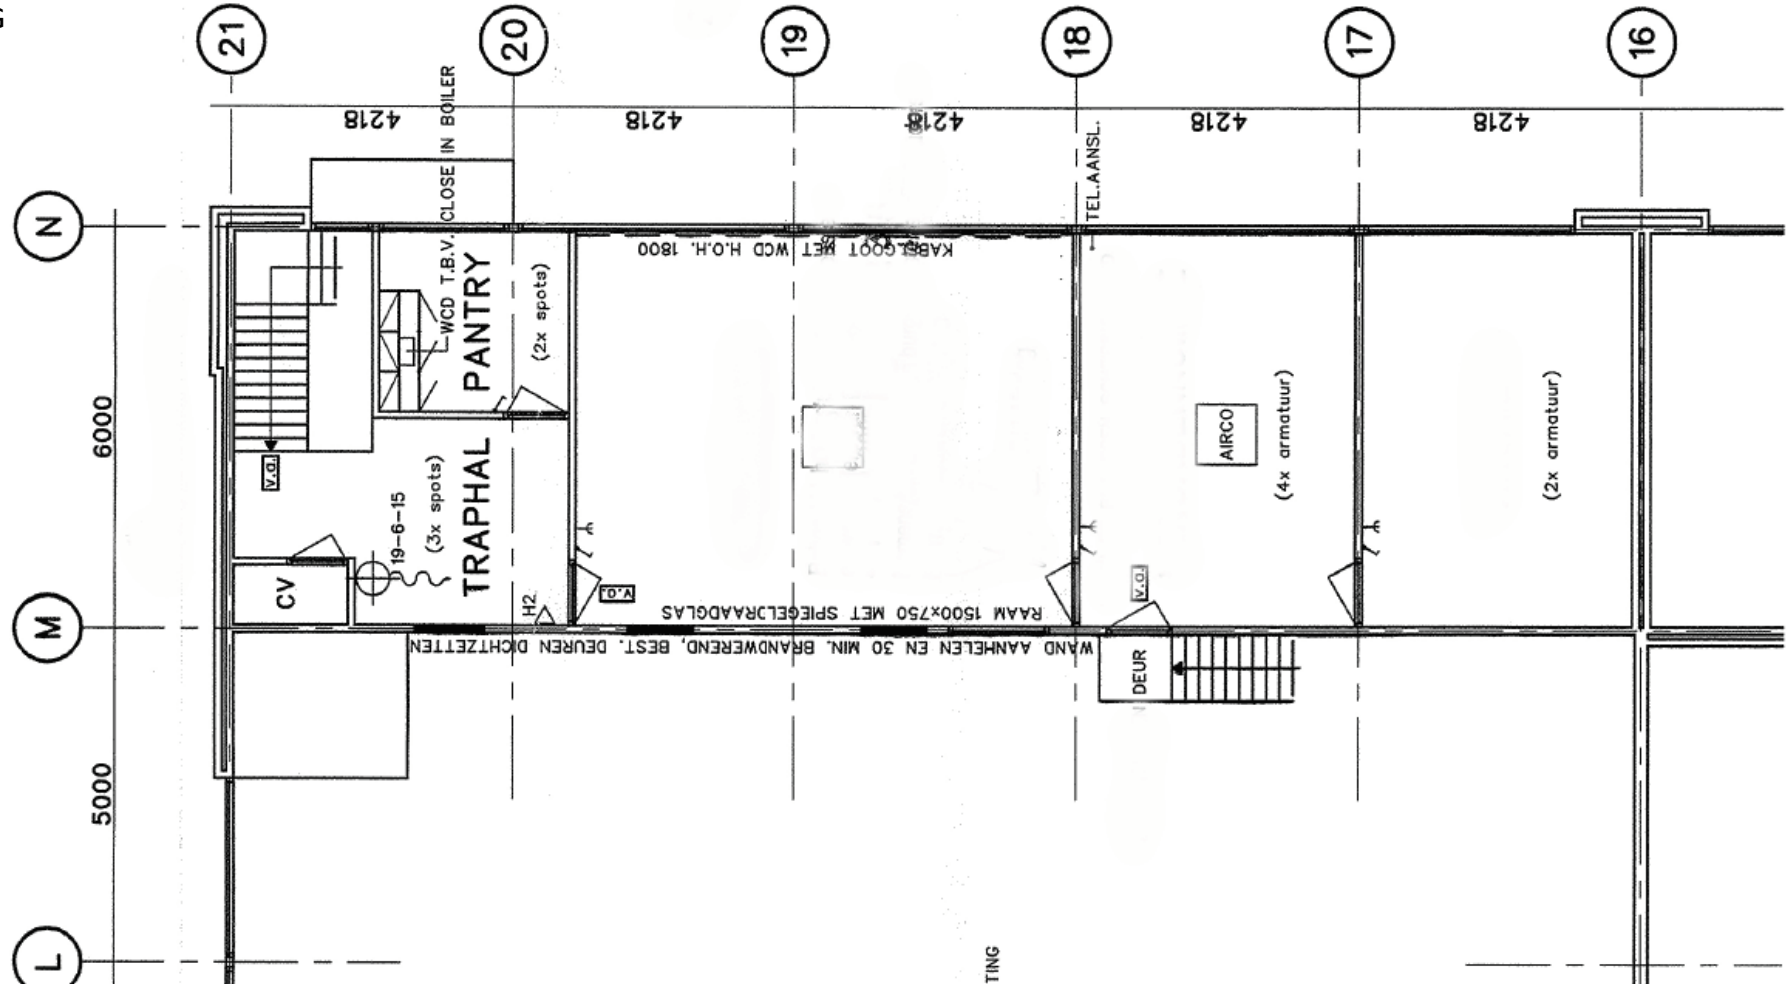 21
20
19
18
17
16
4218
4218
4218
4218
4218
WCD T.B.V. CLOSE IN BOILER
TEL.AANSL.
N
KABELGOOT MET WCD H.O.H. 1800
PANTRY
(2x spots)
6000
v.a.
AIRCO
(4x armatuur)
(2x armatuur)
TRAPHAL
(3x spots)
19-6-15
CV
H2
v.a.
v.a.
RAAM 1500x750 MET SPIEGELDRAADGLAS
M
WAND AANHELEN EN 30 MIN. BRANDWEREND, BEST. DEUREN DICHTZETTEN
DEUR
5000
L
TING